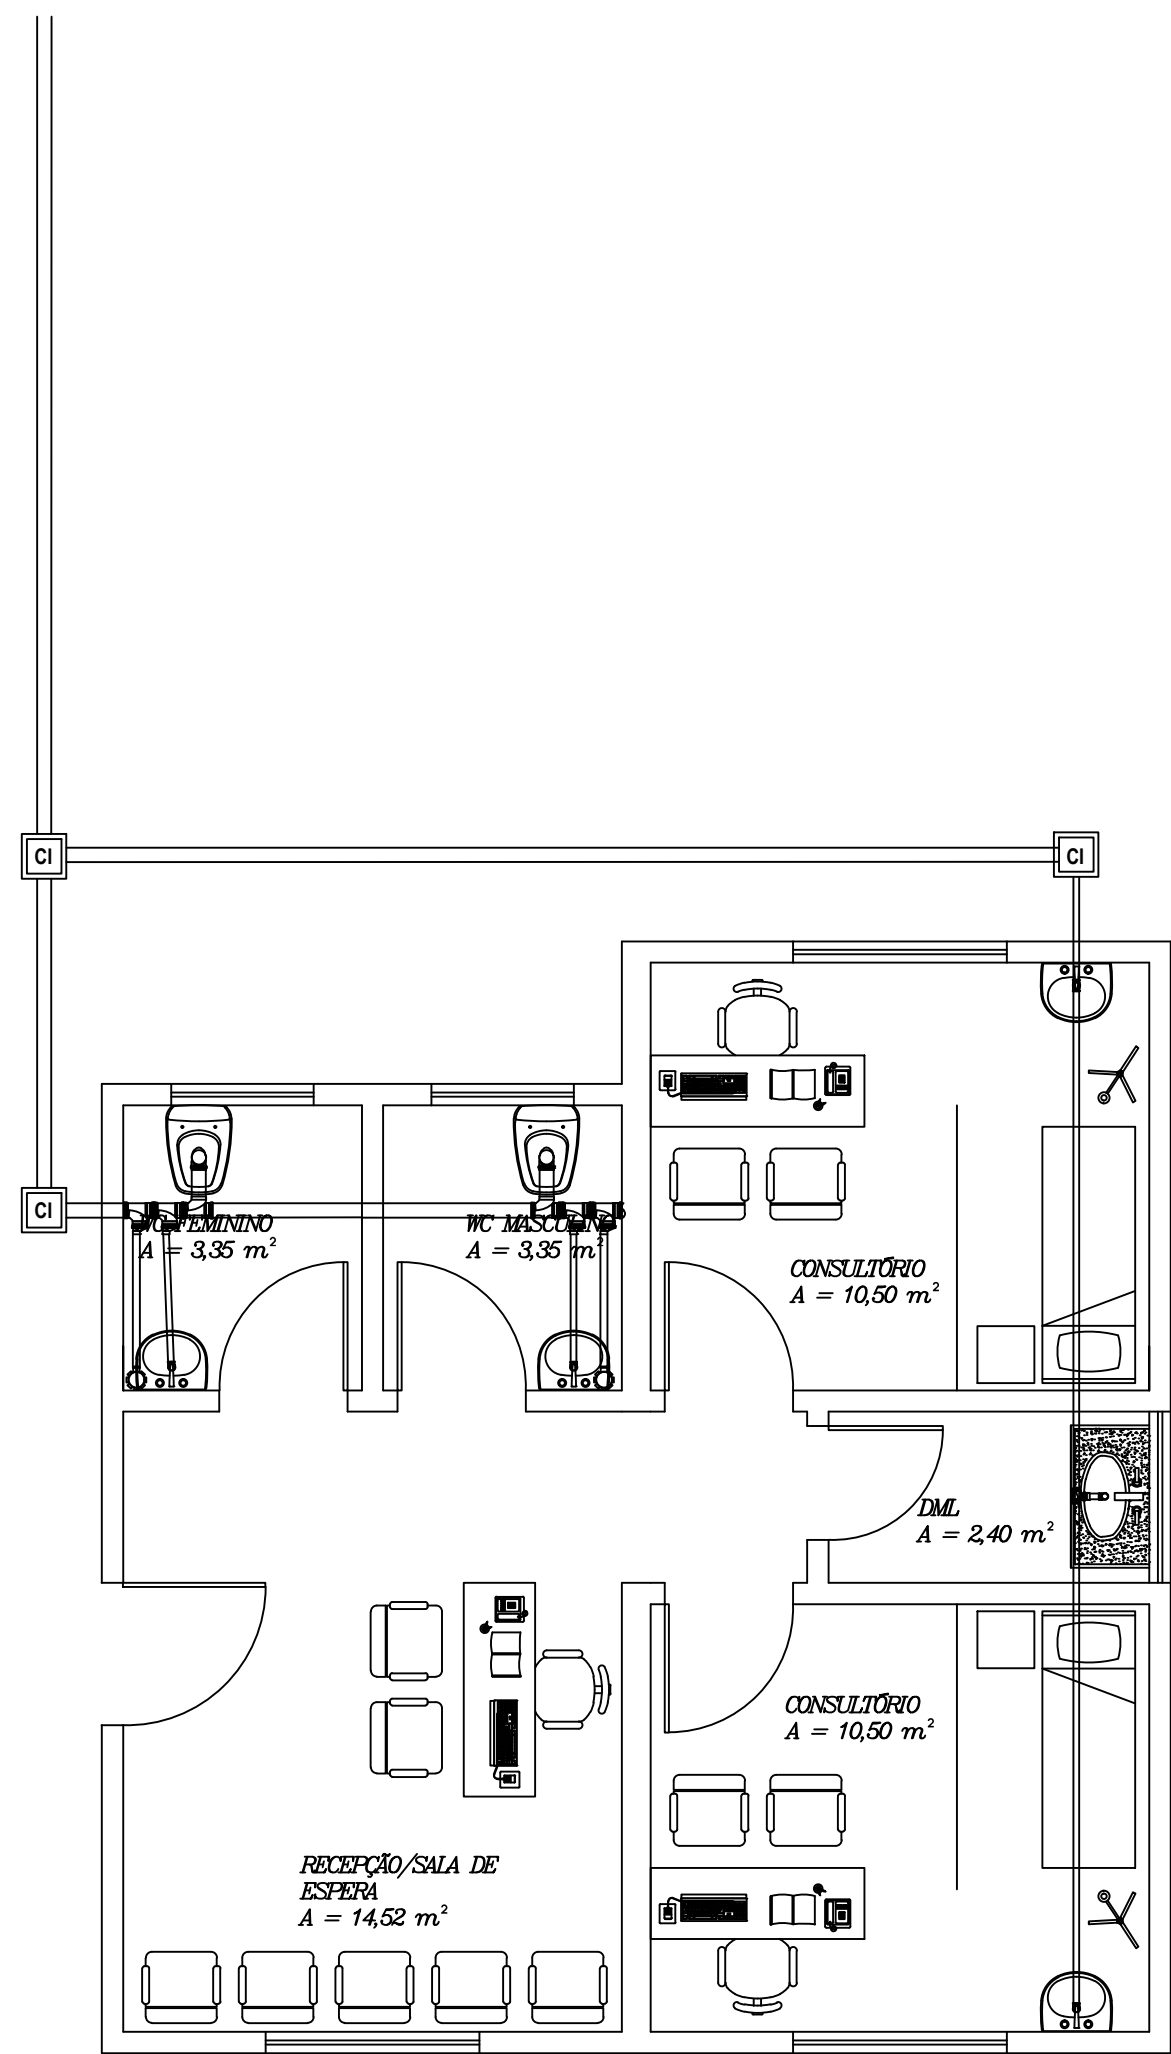 CI
CI
CI
WC FEMININO
A = 3,35 m²
WC MASCULINO
A = 3,35 m²
CONSULTÓRIO
A = 10,50 m²
DML
A = 2,40 m²
CONSULTÓRIO
A = 10,50 m²
RECEPÇÃO/SALA DE
ESPERA
A = 14,52 m²